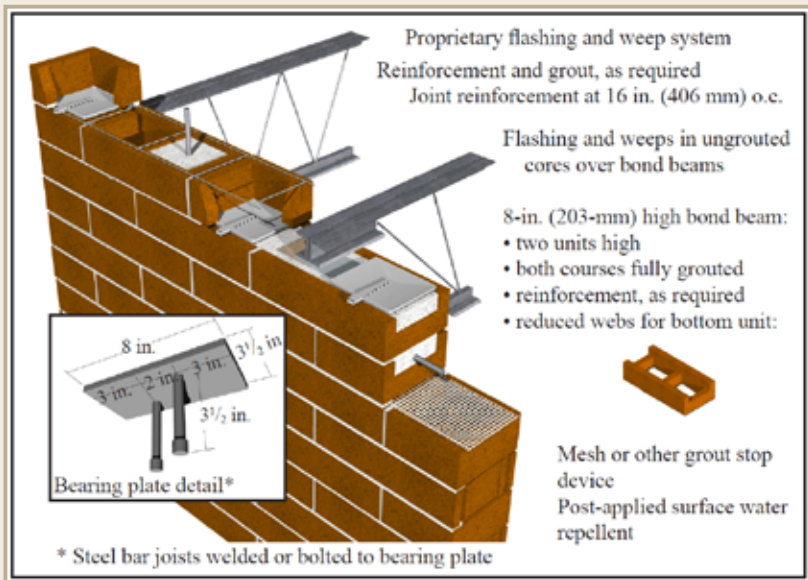 Proprietary flashing and weep system
Reinforcement and grout, as required
Joint reinforcement at 16 in. (406 mm) o.c.
Flashing and weeps in ungrouted
cores over bond beams
8-in. (203-mm) high bond beam:
• two units high
• both courses fully grouted
• reinforcement, as required
• reduced webs for bottom unit:
8 in.
3 in.
2 in.
3 in.
3 1/2 in
3 1/2 in.
Bearing plate detail*
Mesh or other grout stop
device
Post-applied surface water
repellent
* Steel bar joists welded or bolted to bearing plate